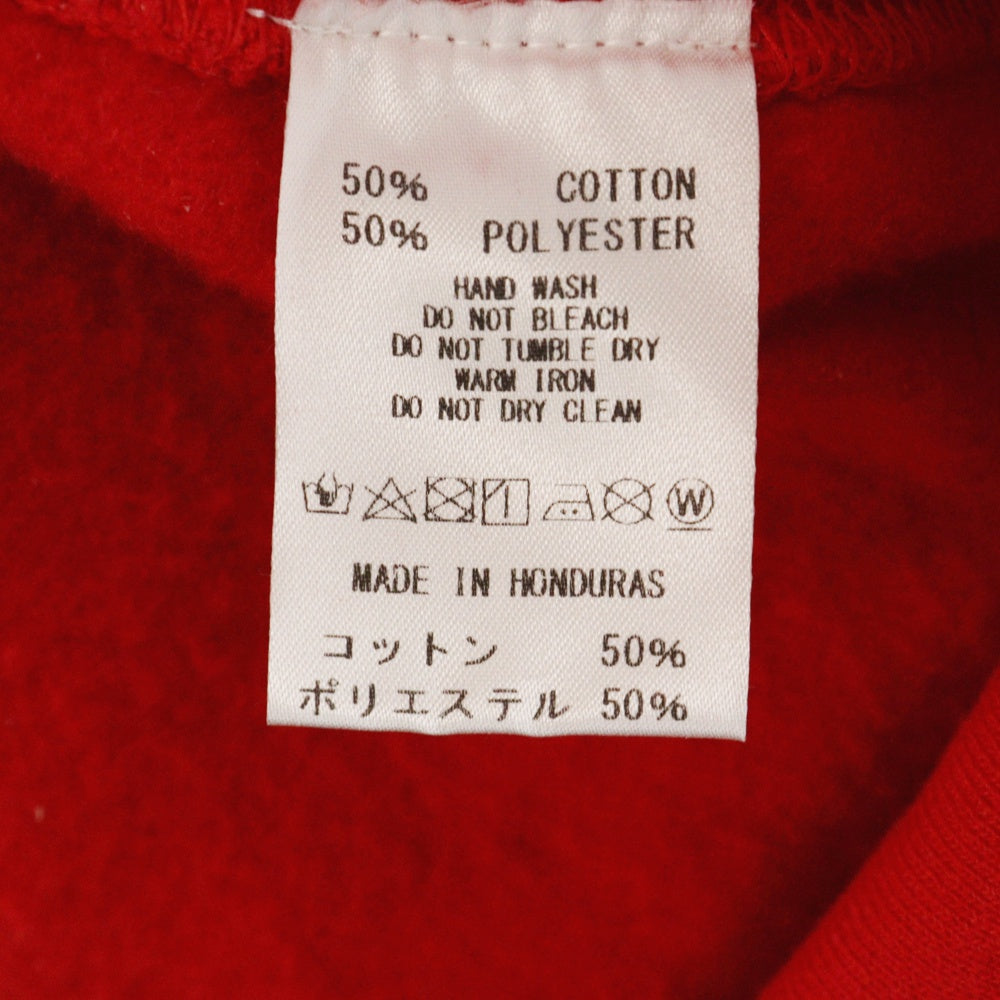 50% COTTON
50% POLYESTER
HAND WASH
DO NOT BLEACH
DO NOT TUMBLE DRY
WARM IRON
DO NOT DRY CLEAN
W
MADE IN HONDURAS
コットン 50%
ポリエステル 50%